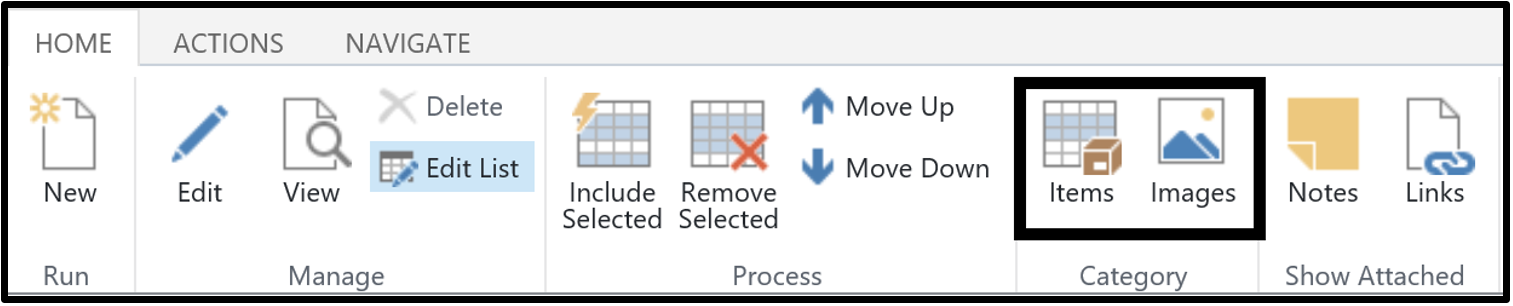 HOME ACTIONS NAVIGATE
New
Edit
View
Delete
Edit List
Include
Selected
Remove
Selected
Move Up
Move Down
Items
Images
Notes
Links
Run
Manage
Process
Category
Show Attached